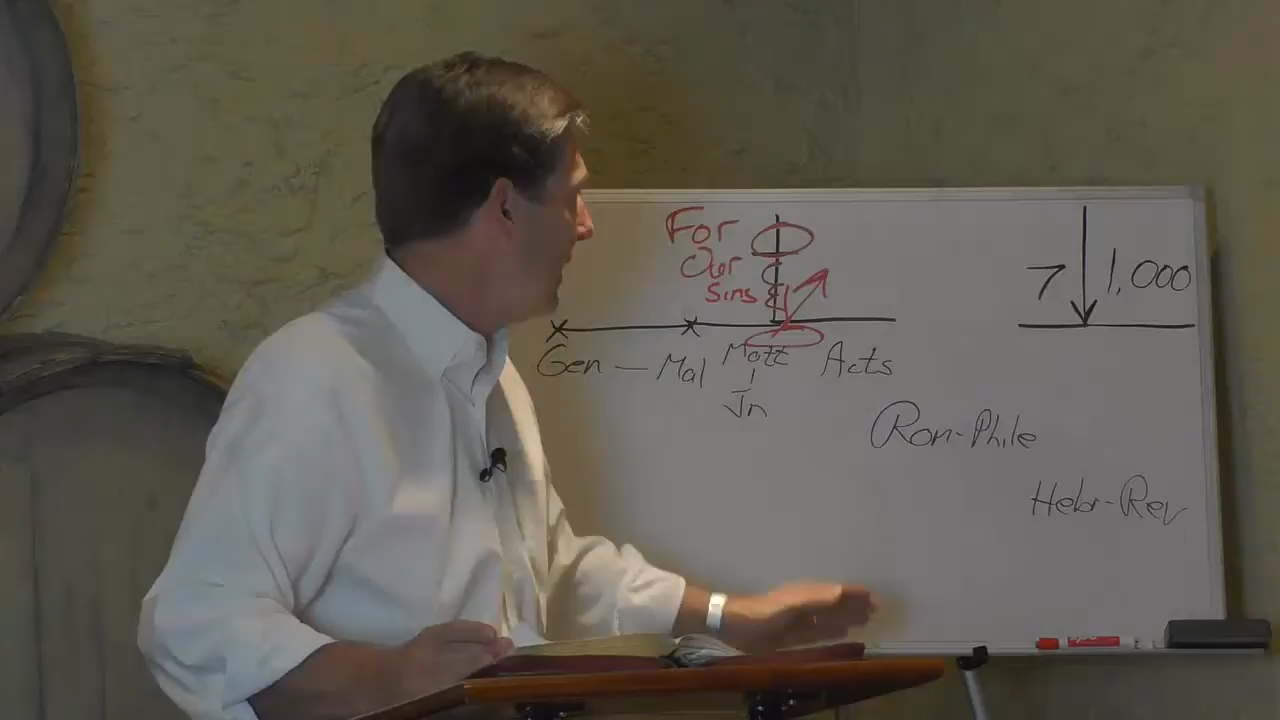 For
Our
Sins
Gen — Mal
Matt
Jn
Acts
Rom-Phile
Hebr-Rev
7 1,000